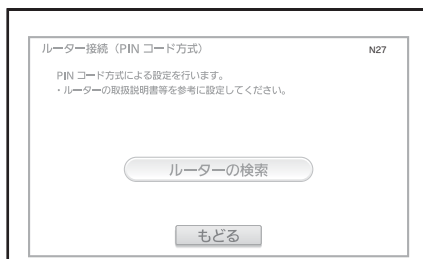 ルーター接続（PIN コード方式） N27
PIN コード方式による設定を行います。
・ルーターの取扱説明書等を参考に設定してください。
ルーターの検索
もどる